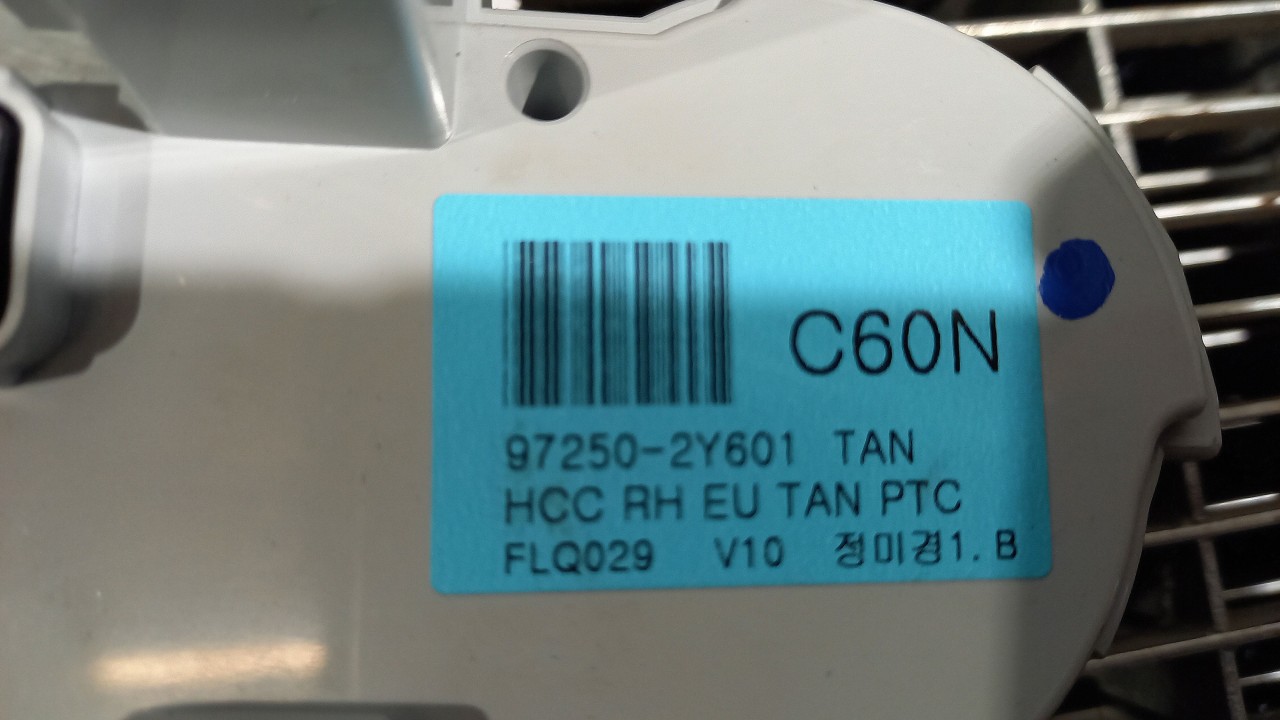 C60N
97250-2Y601 TAN
HCC RH EU TAN PTC
FLQ029 V10 정미경1.B